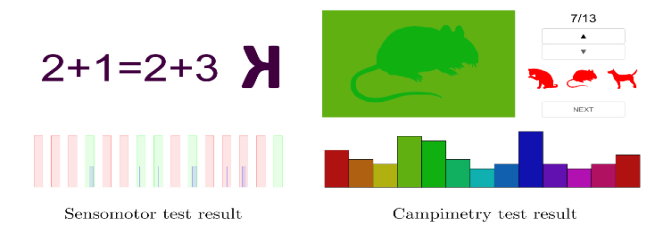 7/13
2+1=2+3 K
NEXT
Sensomotor test result
Campimetry test result